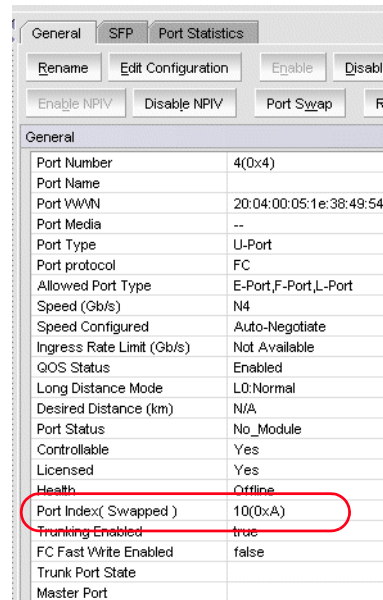 General SFP Port Statistics
Rename Edit Configuration Enable Disabl
Enable NPIV Disable NPIV Port Swap R
General
Port Number 4(0x4)
Port Name
Port WWN 20:04:00:05:1e:38:49:54
Port Media --
Port Type U-Port
Port protocol FC
Allowed Port Type E-Port,F-Port,L-Port
Speed (Gb/s) N4
Speed Configured Auto-Negotiate
Ingress Rate Limit (Gb/s) Not Available
QOS Status Enabled
Long Distance Mode L0:Normal
Desired Distance (km) N/A
Port Status No_Module
Controllable Yes
Licensed Yes
Health Offline
Port Index( Swapped ) 10(0xA)
Trunking Enabled true
FC Fast Write Enabled false
Trunk Port State
Master Port